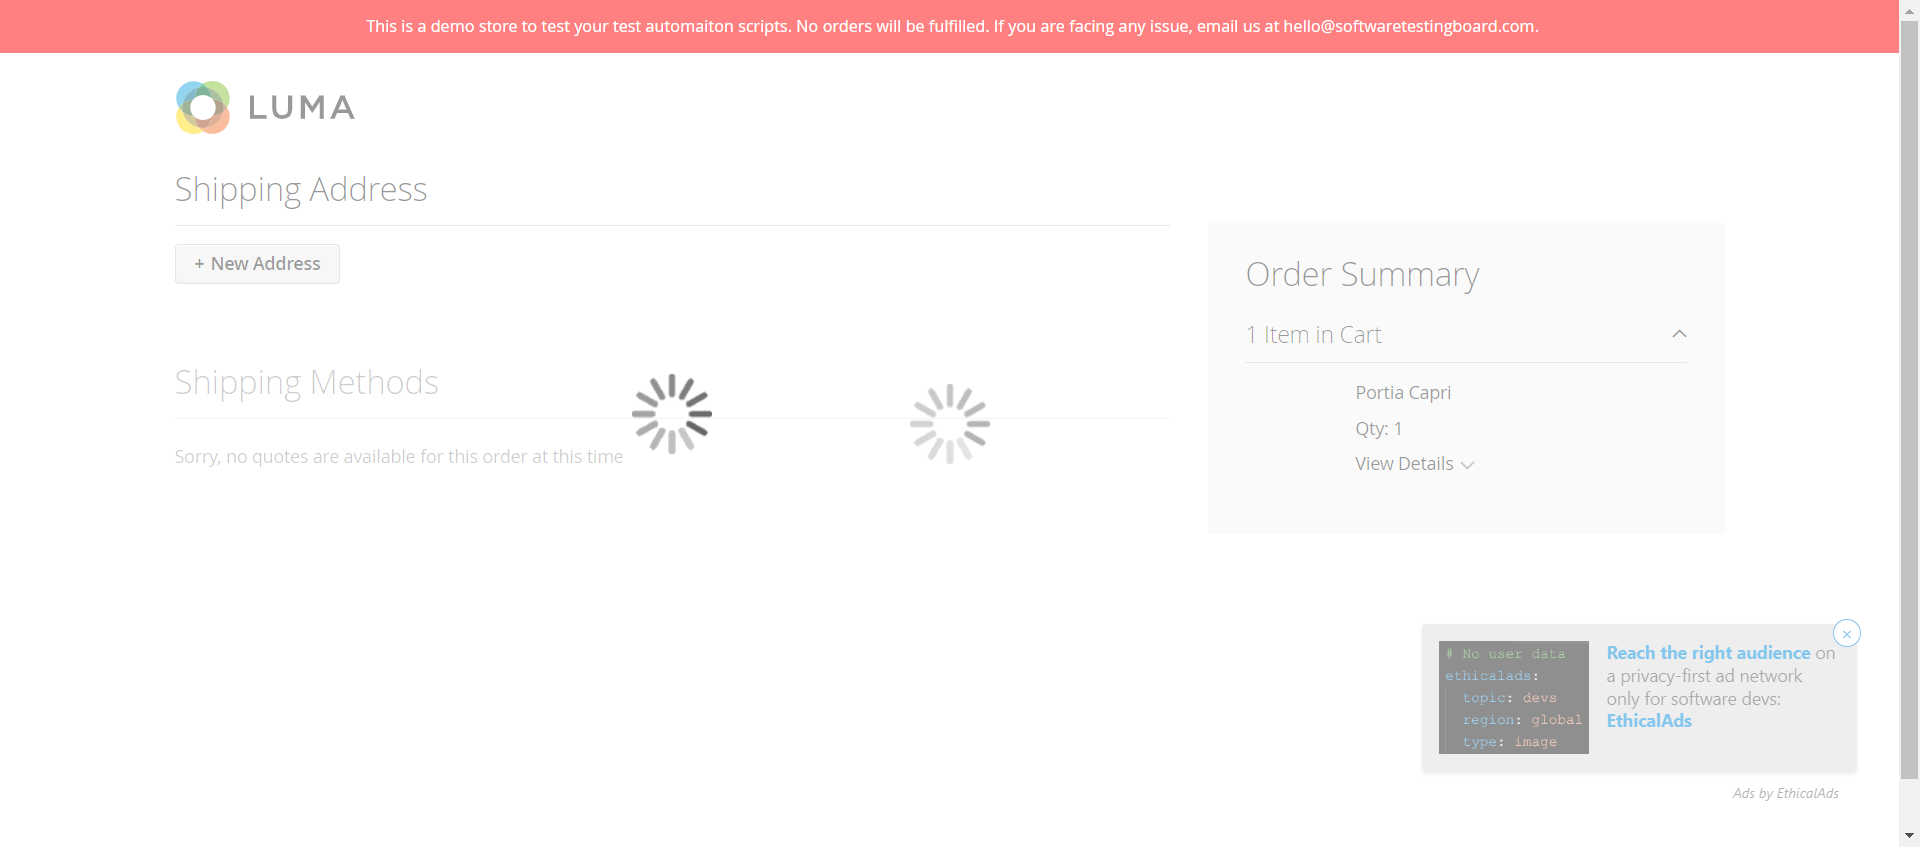 This is a demo store to test your test automaiton scripts. No orders will be fulfilled. If you are facing any issue, email us at hello@softwaretestingboard.com.
LUMA
Shipping Address
+ New Address
Shipping Methods
Sorry, no quotes are available for this order at this time
Order Summary
1 Item in Cart
Portia Capri
Qty: 1
View Details
# No user data
ethicalads:
topic: devs
region: global
type: image
Reach the right audience on
a privacy-first ad network
only for software devs:
EthicalAds
Ads by EthicalAds